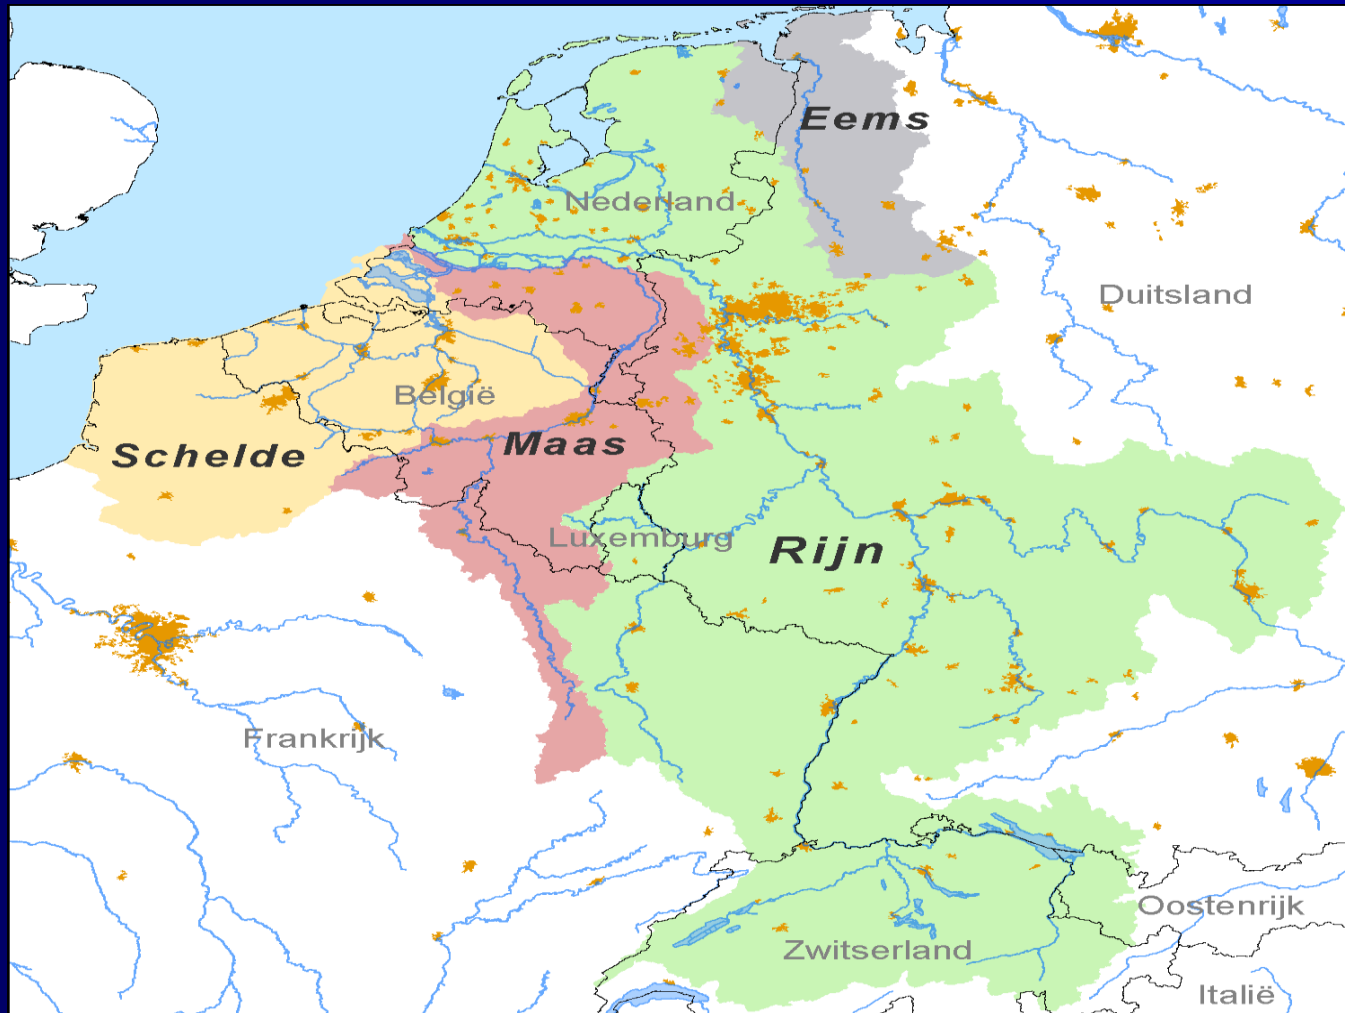 Eems
Nederland
Duitsland
België
Schelde
Maas
Luxemburg
Rijn
Frankrijk
Oostenrijk
Zwitserland
Italië